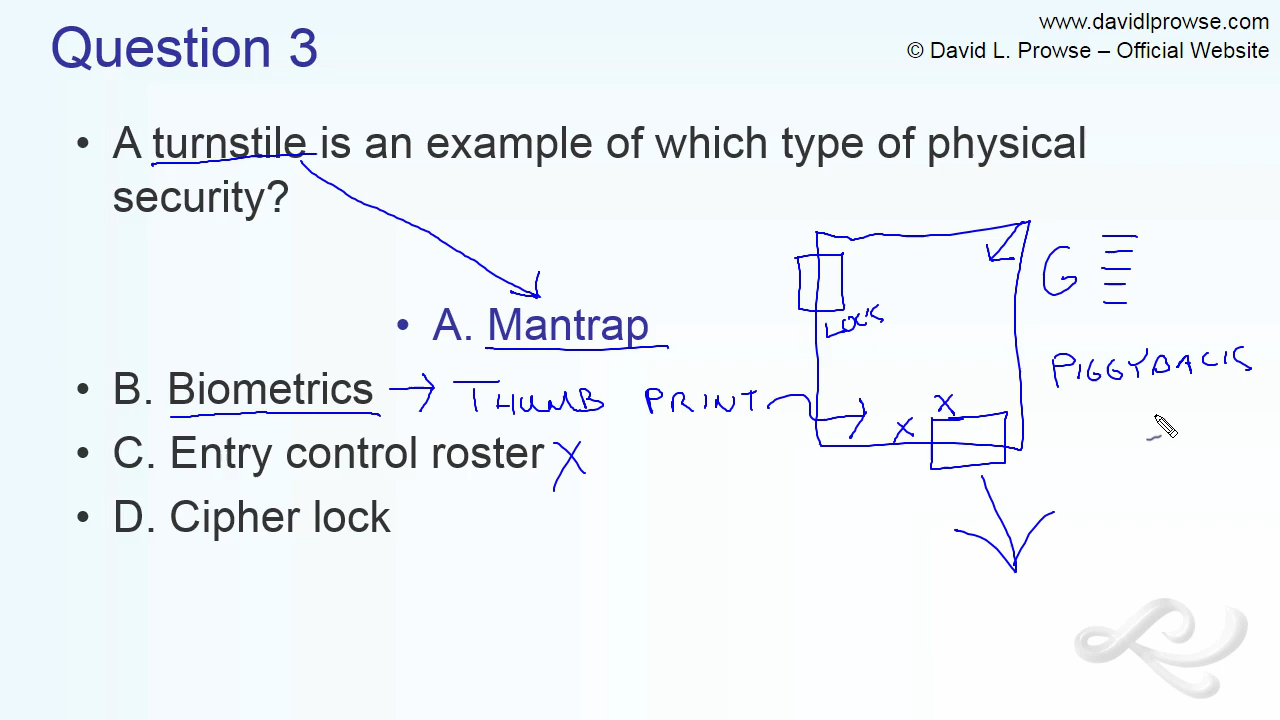 www.davidlprowse.com
Question 3
© David L. Prowse – Official Website
• A turnstile is an example of which type of physical
security?
• A. Mantrap
LOCK
G
PIGGYBACK
• B. Biometrics → THUMB PRINT
X
X
• C. Entry control roster X
• D. Cipher lock